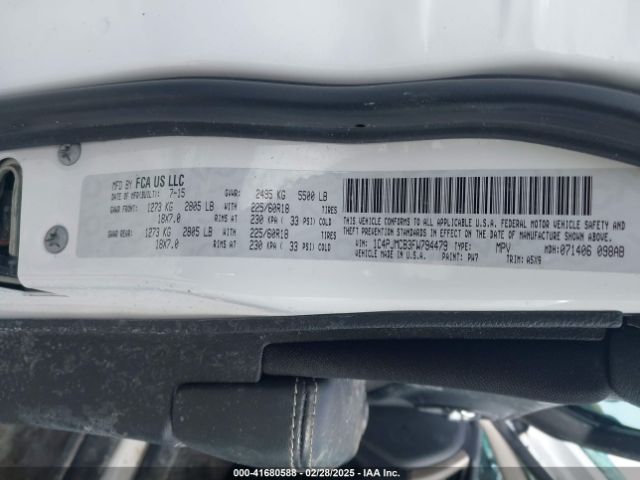 MFD BY FCA US LLC
DATE OF MFR(BUILT): 7-15 GVWR: 2495 KG 5500 LB
GAWR FRONT: 1273 KG 2805 LB WITH 225/60R18 TIRES
18X7.0 RIMS AT 230 KPA ( 33 PSI) COLD
GAWR REAR: 1273 KG 2805 LB WITH 225/60R18 TIRES
18X7.0 RIMS AT 230 KPA ( 33 PSI) COLD
THIS VEHICLE CONFORMS TO ALL APPLICABLE U.S.A. FEDERAL MOTOR VEHICLE SAFETY, BUMPER AND
THEFT PREVENTION STANDARDS IN EFFECT ON THE DATE OF MANUFACTURE SHOWN ABOVE.
VIN: 1C4PJMCB3FW794479 TYPE: MPV MDH: 071406 098AB
VEHICLE MADE IN U.S.A. PAINT: PW7 TRIM: A5X9
000-41680588 — 02/28/2025 — IAA Inc.